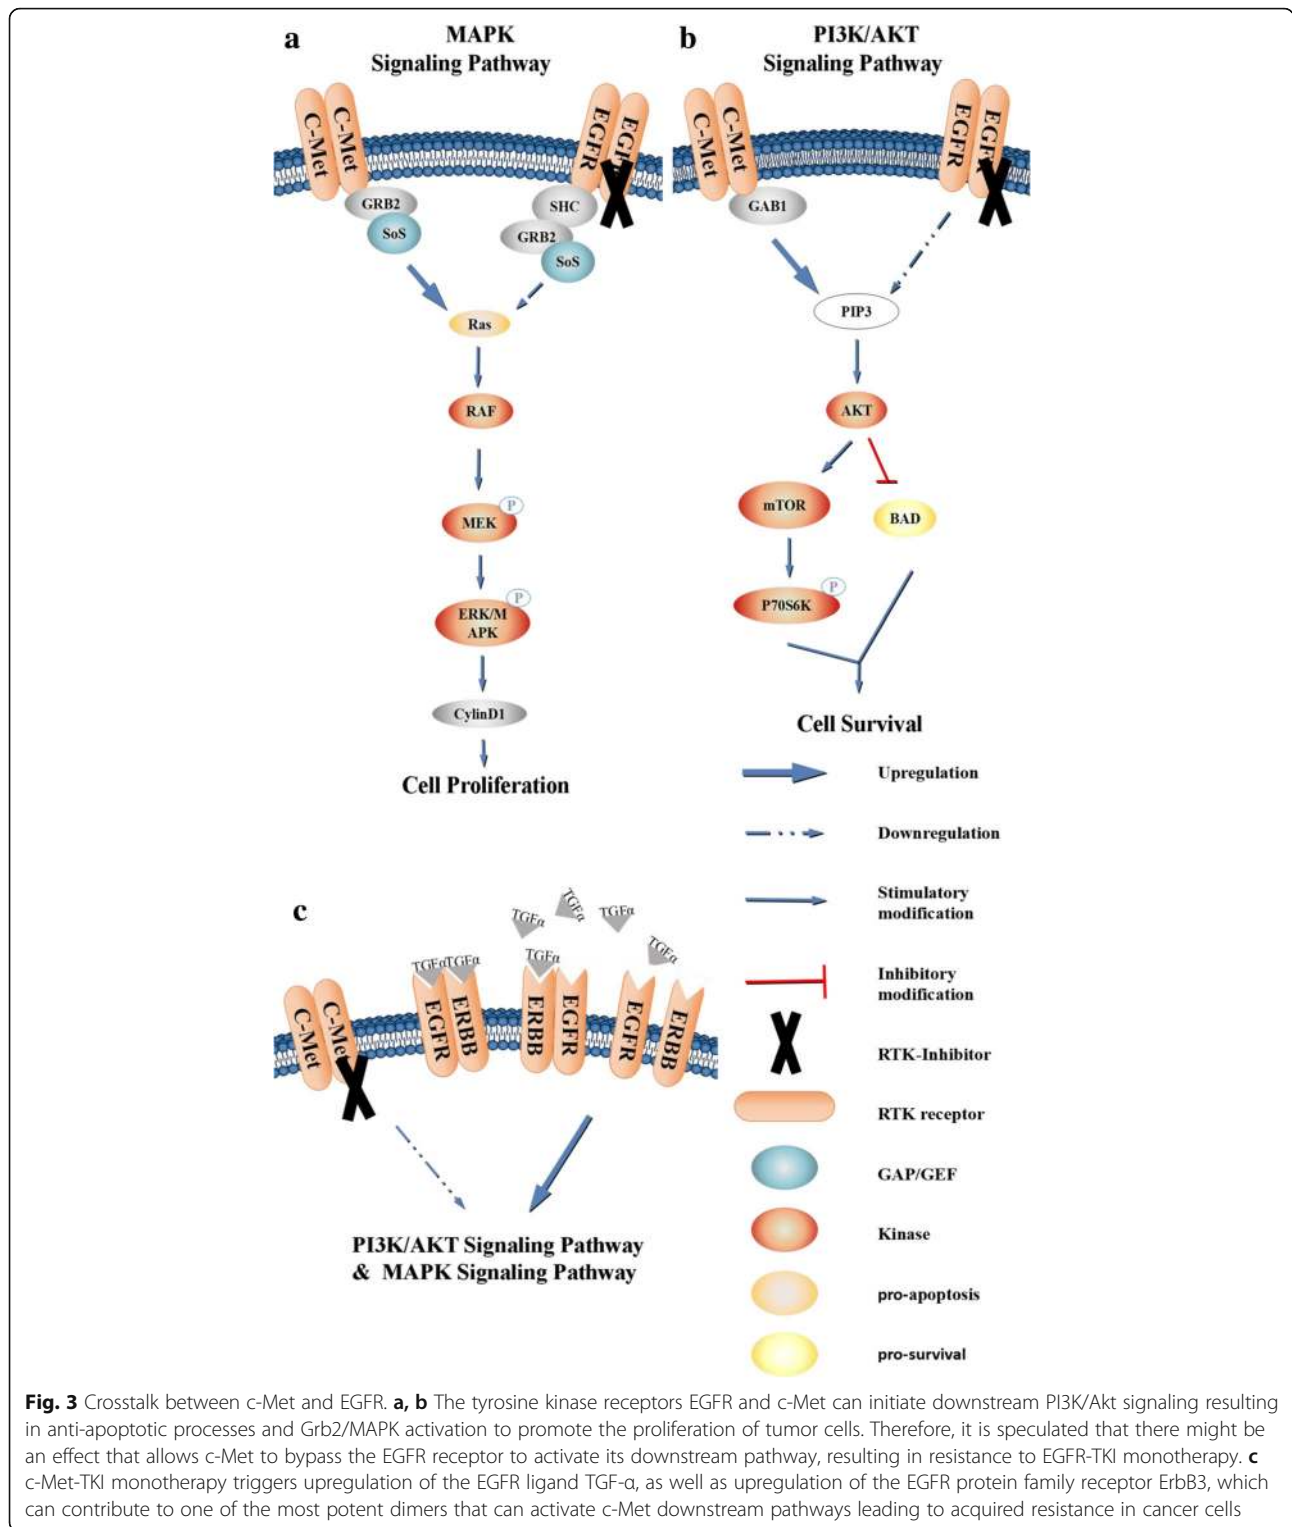 a
MAPK
Signaling Pathway
C-Met
C-Met
EGFR
EGFR
GRB2
SoS
SHC
GRB2
SoS
Ras
RAF
MEK
P
ERK/M
APK
P
CylinD1
Cell Proliferation
b
PI3K/AKT
Signaling Pathway
C-Met
C-Met
EGFR
EGFR
GAB1
PIP3
AKT
mTOR
BAD
P70S6K
P
Cell Survival
Upregulation
Downregulation
Stimulatory
modification
Inhibitory
modification
RTK-Inhibitor
RTK receptor
GAP/GEF
Kinase
pro-apoptosis
pro-survival
c
TGFα
TGFα
TGFα
TGFα
TGFα
TGFα
TGFα
C-Met
C-Met
EGFR
ERBB
ERBB
EGFR
EGFR
ERBB
PI3K/AKT Signaling Pathway
& MAPK Signaling Pathway
Fig. 3 Crosstalk between c-Met and EGFR. a, b The tyrosine kinase receptors EGFR and c-Met can initiate downstream PI3K/Akt signaling resulting
in anti-apoptotic processes and Grb2/MAPK activation to promote the proliferation of tumor cells. Therefore, it is speculated that there might be
an effect that allows c-Met to bypass the EGFR receptor to activate its downstream pathway, resulting in resistance to EGFR-TKI monotherapy. c
c-Met-TKI monotherapy triggers upregulation of the EGFR ligand TGF-α, as well as upregulation of the EGFR protein family receptor ErbB3, which
can contribute to one of the most potent dimers that can activate c-Met downstream pathways leading to acquired resistance in cancer cells